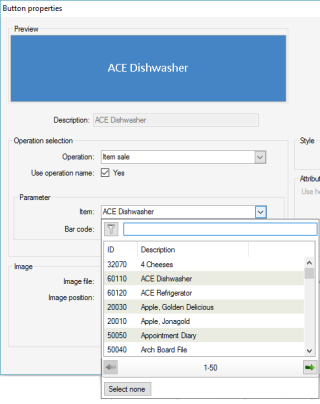 Button properties
Preview
ACE Dishwasher
Description: ACE Dishwasher
Operation selection
Style
Operation: Item sale
Use operation name: Yes
Attribut
Use he
Parameter
Item: ACE Dishwasher
Bar code:
ID Description
32070 4 Cheeses
60110 ACE Dishwasher
60120 ACE Refrigerator
20030 Apple, Golden Delicious
20010 Apple, Jonagold
50050 Appointment Diary
50040 Arch Board File
Image
Image file:
Image position:
1-50
Select none